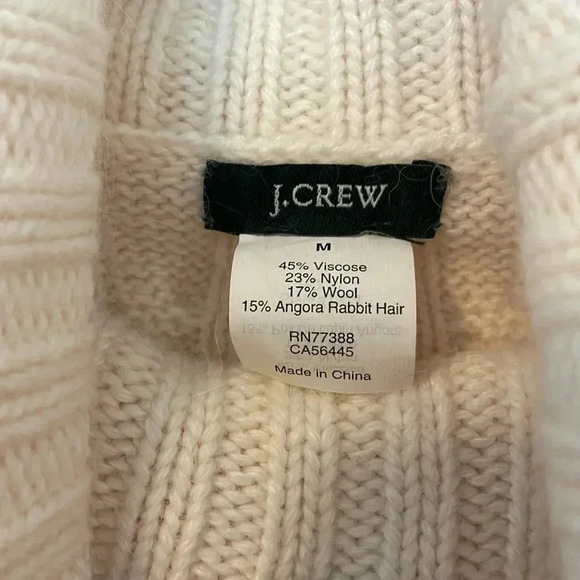 J.CREW
M
45% Viscose
23% Nylon
17% Wool
15% Angora Rabbit Hair
RN77388
CA56445
Made in China